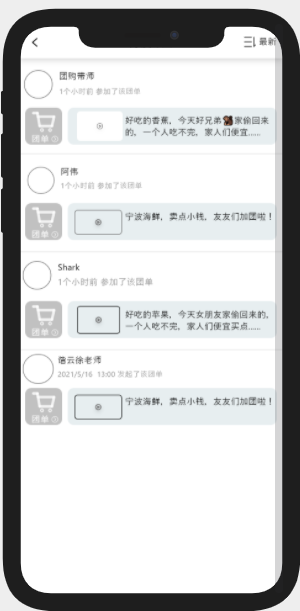 最新
团购带师
1个小时前 参加了该团单
团单
好吃的香蕉，今天好兄弟家偷回来
的，一个人吃不完，家人们便宜……
阿伟
1个小时前 参加了该团单
团单
宁波海鲜，卖点小钱，友友们加团啦！
Shark
1个小时前 参加了该团单
团单
好吃的苹果，今天女朋友家偷回来的，
一个人吃不完，家人们便宜买点……
缙云徐老师
2021/5/16 13:00 发起了该团单
团单
宁波海鲜，卖点小钱，友友们加团啦！